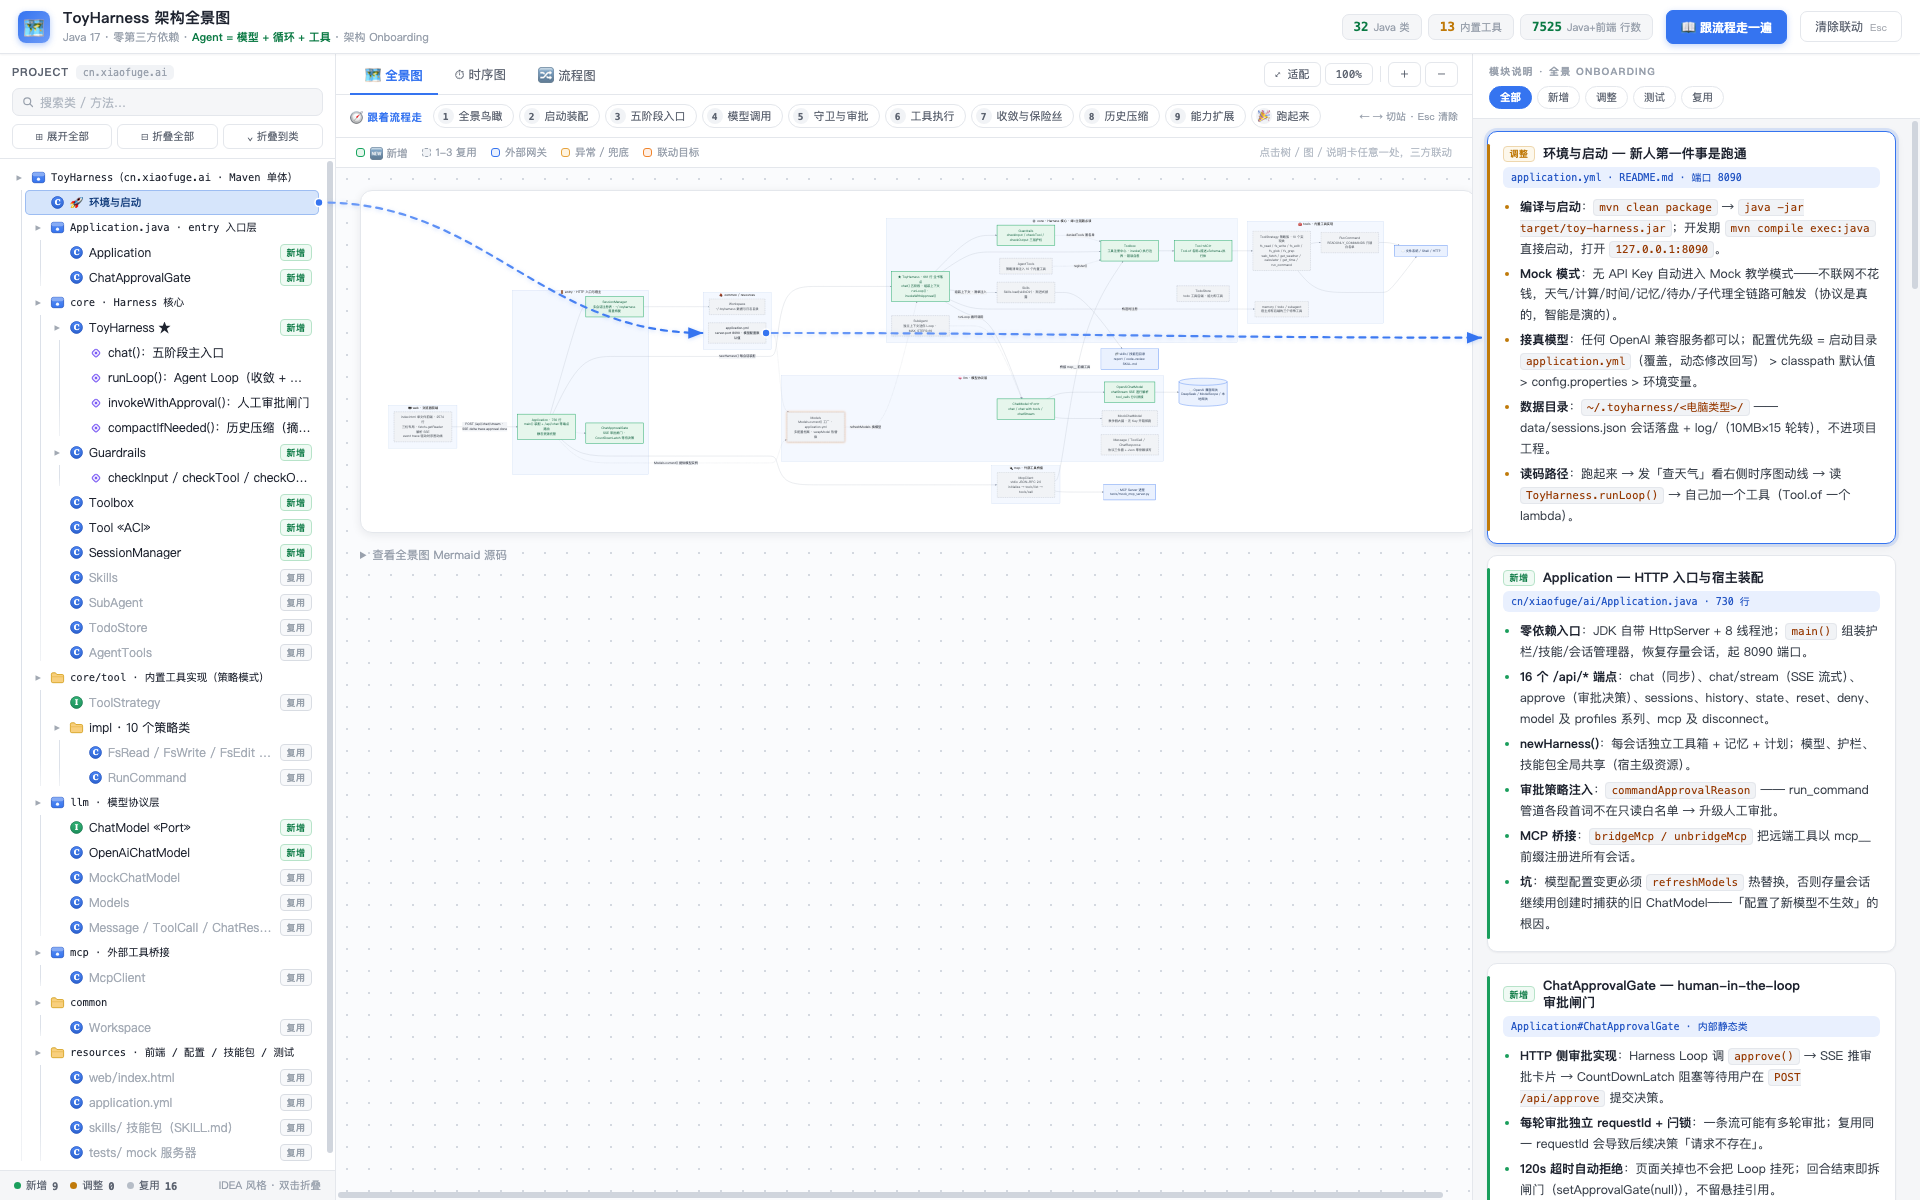 ToyHarness 架构全景图
Java 17 · 零第三方依赖 · Agent = 模型 + 循环 + 工具 · 架构 Onboarding
32 Java 类
13 内置工具
7525 Java+前端 行数
📖 跟流程走一遍
清除联动 Esc
PROJECT cn.xiaofuge.ai
搜索类 / 方法...
⊞ 展开全部
⊟ 折叠全部
⌄ 折叠到类
ToyHarness (cn.xiaofuge.ai · Maven 单体)
🚀 环境与启动
Application.java · entry 入口层
Application 新增
ChatApprovalGate 新增
core · Harness 核心
ToyHarness ★ 新增
chat()：五阶段主入口
runLoop()：Agent Loop（收敛 + ...
invokeWithApproval()：人工审批闸门
compactIfNeeded()：历史压缩（摘...
Guardrails 新增
checkInput / checkTool / checkO...
Toolbox 新增
Tool «ACI» 新增
SessionManager 新增
Skills 复用
SubAgent 复用
TodoStore 复用
AgentTools 复用
core/tool · 内置工具实现（策略模式）
ToolStrategy 复用
impl · 10 个策略类
FsRead / FsWrite / FsEdit ... 复用
RunCommand 复用
llm · 模型协议层
ChatModel «Port» 新增
OpenAiChatModel 新增
MockChatModel 复用
Models 复用
Message / ToolCall / ChatRes... 复用
mcp · 外部工具桥接
McpClient 复用
common
Workspace 复用
resources · 前端 / 配置 / 技能包 / 测试
web/index.html 复用
application.yml 复用
skills/ 技能包（SKILL.md） 复用
tests/ mock 服务器 复用
新增 9 调整 0 复用 16 IDEA 风格 · 双击折叠
全景图
⏱ 时序图
流程图
✓ 适配
100%
+
−
跟着流程走
1 全景鸟瞰
2 启动装配
3 五阶段入口
4 模型调用
5 守卫与审批
6 工具执行
7 收敛与保险丝
8 历史压缩
9 能力扩展
🎉 跑起来
←→ 切站 · Esc 清除
新增
1-3 复用
外部网关
异常 / 兜底
联动目标
点击树 / 图 / 说明卡任意一处，三方联动
▶ 查看全景图 Mermaid 源码
模块说明 · 全景 ONBOARDING
全部
新增
调整
测试
复用
调整 环境与启动 — 新人第一件事是跑通
application.yml · README.md · 端口 8090
编译与启动： mvn clean package → java -jar
target/toy-harness.jar ；开发期 mvn compile exec:java
直接启动，打开 127.0.0.1:8090 。
Mock 模式：无 API Key 自动进入 Mock 教学模式——不联网不花
钱，天气/计算/时间/记忆/待办/子代理全链路可触发（协议是真
的，智能是演的）。
接真模型：任何 OpenAI 兼容服务都可以；配置优先级 = 启动目录
application.yml （覆盖，动态修改回写） > classpath 默认值
> config.properties > 环境变量。
数据目录： ~/.toyharness/<电脑类型>/ ——
data/sessions.json 会话落盘 + log/（10MB×15 轮转），不进项目
工程。
读码路径：跑起来 → 发「查天气」看右侧时序图动线 → 读
ToyHarness.runLoop() → 自己加一个工具（Tool.of 一个
lambda）。
新增 Application — HTTP 入口与宿主装配
cn/xiaofuge/ai/Application.java · 730 行
零依赖入口：JDK 自带 HttpServer + 8 线程池； main() 组装护
栏/技能/会话管理器，恢复存量会话，起 8090 端口。
16 个 /api/* 端点：chat（同步）、chat/stream（SSE 流式）、
approve（审批决策）、sessions、history、state、reset、deny、
model 及 profiles 系列、mcp 及 disconnect。
newHarness()：每会话独立工具箱 + 记忆 + 计划；模型、护栏、
技能包全局共享（宿主级资源）。
审批策略注入： commandApprovalReason —— run_command
管道各段首词不在只读白名单 → 升级人工审批。
MCP 桥接： bridgeMcp / unbridgeMcp 把远端工具以 mcp__
前缀注册进所有会话。
坑：模型配置变更必须 refreshModels 热替换，否则存量会话
继续用创建时捕获的旧 ChatModel——「配置了新模型不生效」的
根因。
新增 ChatApprovalGate — human-in-the-loop
审批闸门
Application#ChatApprovalGate · 内部静态类
HTTP 侧审批实现：Harness Loop 调 approve() → SSE 推审
批卡片 → CountDownLatch 阻塞等待用户在 POST
/api/approve 提交决策。
每轮审批独立 requestId + 闩锁：一条流可能有多轮审批；复用同
一 requestId 会导致后续决策「请求不存在」。
120s 超时自动拒绝：页面关掉也不会把 Loop 挂死；回合结束即拆
闸门（setApprovalGate(null)），不留悬挂引用。